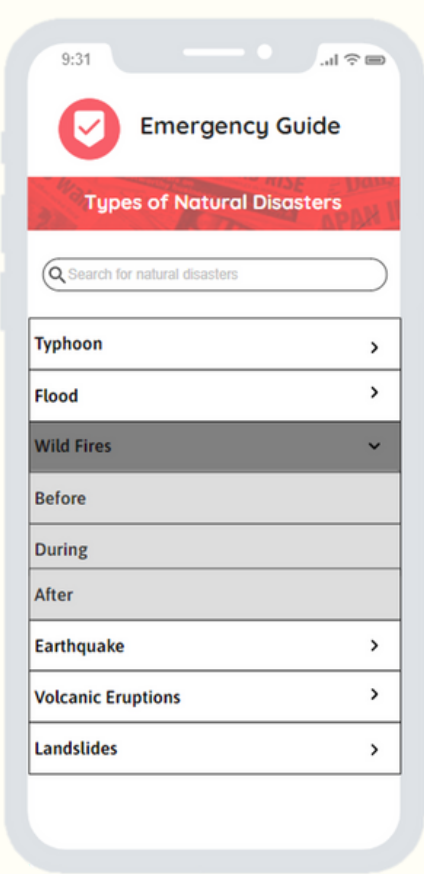 9:31
Emergency Guide
Types of Natural Disasters
Search for natural disasters
Typhoon
Flood
Wild Fires
Before
During
After
Earthquake
Volcanic Eruptions
Landslides